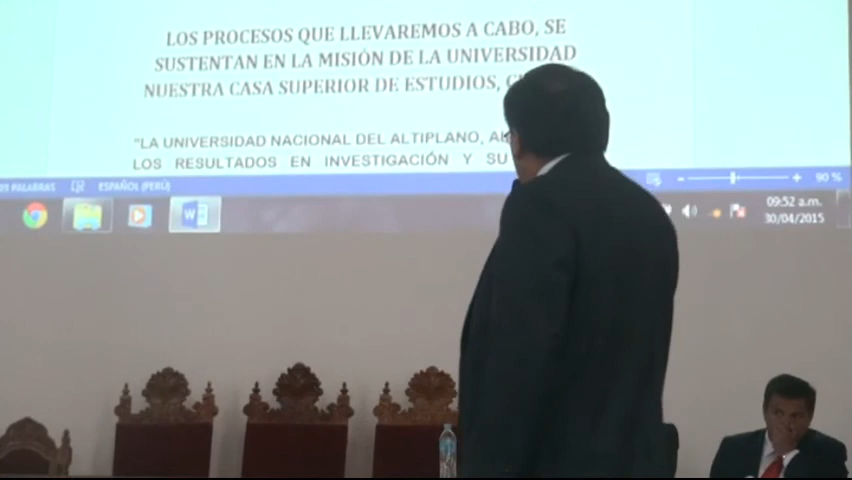 LOS PROCESOS QUE LLEVAREMOS A CABO, SE
SUSTENTAN EN LA MISIÓN DE LA UNIVERSIDAD
NUESTRA CASA SUPERIOR DE ESTUDIOS,
"LA UNIVERSIDAD NACIONAL DEL ALTIPLANO,
LOS RESULTADOS EN INVESTIGACIÓN Y SU
PALABRAS ESPAÑOL (PERÚ) - + 90 %
W 09:52 a.m.
30/04/2015